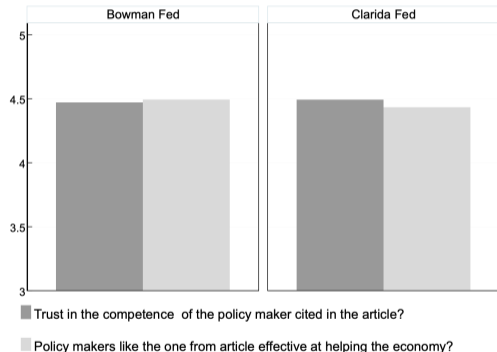 Bowman Fed
Clarida Fed
5
4.5
4
3.5
3
Trust in the competence of the policy maker cited in the article?
Policy makers like the one from article effective at helping the economy?